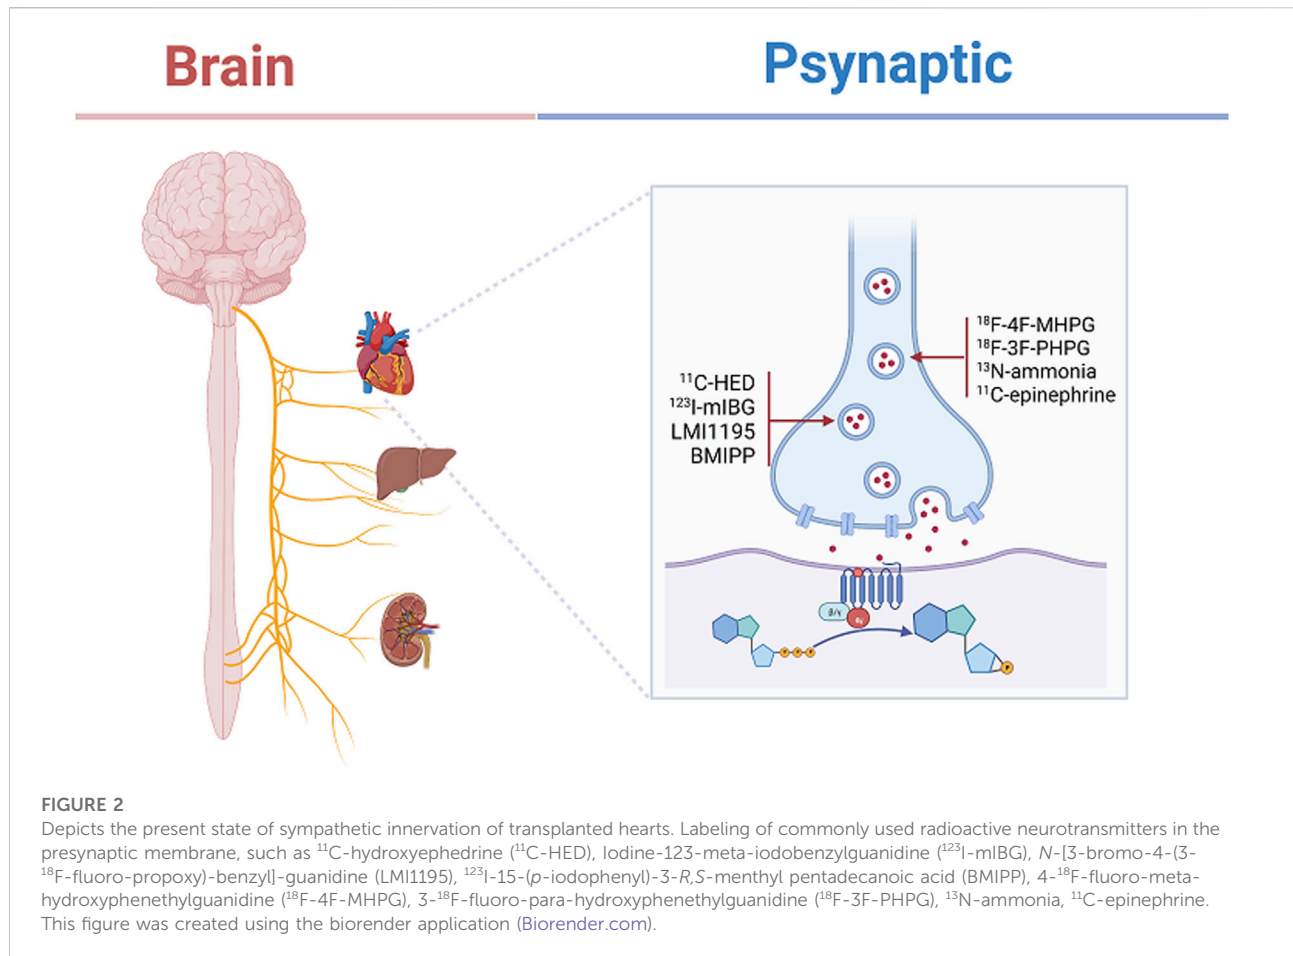 Brain
Psynaptic
¹⁸F-4F-MHPG
¹⁸F-3F-PHPG
¹³N-ammonia
¹¹C-epinephrine
¹¹C-HED
¹²³I-mIBG
LMI1195
BMIPP
β/γ
P P P
P
FIGURE 2
Depicts the present state of sympathetic innervation of transplanted hearts. Labeling of commonly used radioactive neurotransmitters in the
presynaptic membrane, such as ¹¹C-hydroxyephedrine (¹¹C-HED), Iodine-123-meta-iodobenzylguanidine (¹²³I-mIBG), N-[3-bromo-4-(3-
¹⁸F-fluoro-propoxy)-benzyl]-guanidine (LMI1195), ¹²³I-15-(p-iodophenyl)-3-R,S-menthyl pentadecanoic acid (BMIPP), 4-¹⁸F-fluoro-meta-
hydroxyphenethylguanidine (¹⁸F-4F-MHPG), 3-¹⁸F-fluoro-para-hydroxyphenethylguanidine (¹⁸F-3F-PHPG), ¹³N-ammonia, ¹¹C-epinephrine.
This figure was created using the biorender application (Biorender.com).